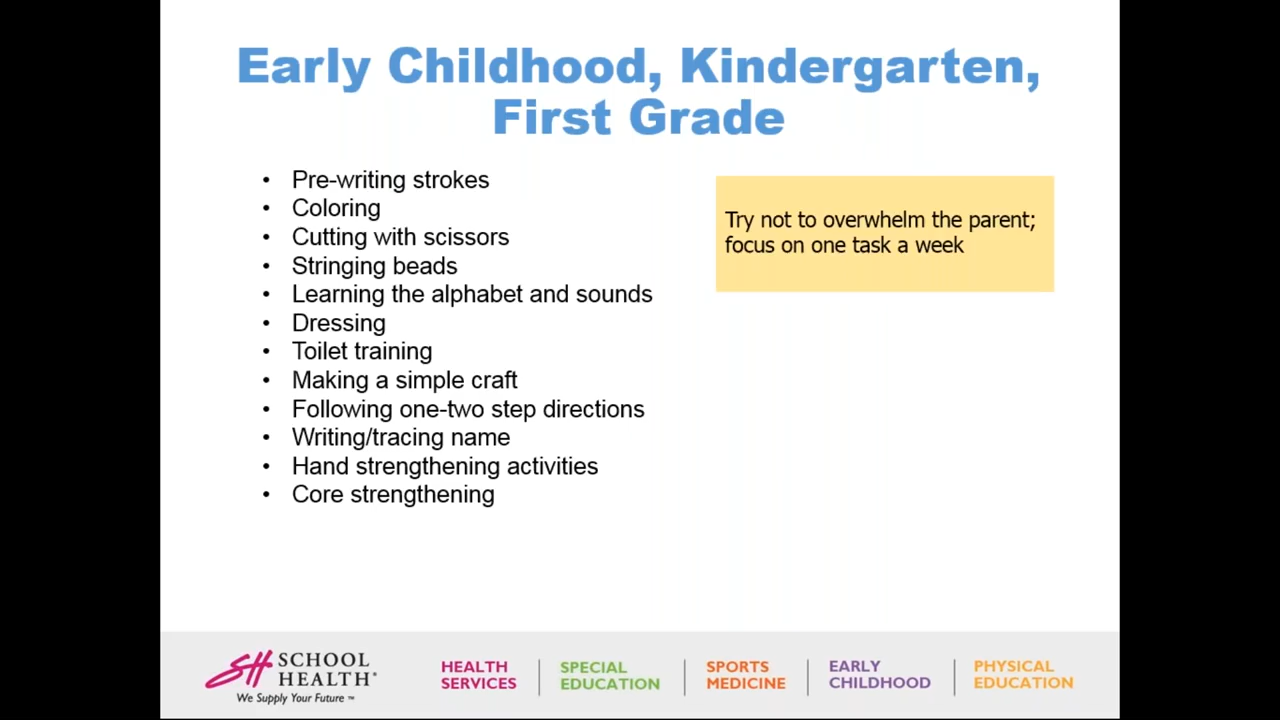 Early Childhood, Kindergarten,
First Grade
• Pre-writing strokes
• Coloring
• Cutting with scissors
• Stringing beads
• Learning the alphabet and sounds
• Dressing
• Toilet training
• Making a simple craft
• Following one-two step directions
• Writing/tracing name
• Hand strengthening activities
• Core strengthening
Try not to overwhelm the parent;
focus on one task a week
SH SCHOOL
HEALTH®
We Supply Your Future ™
HEALTH
SERVICES
SPECIAL
EDUCATION
SPORTS
MEDICINE
EARLY
CHILDHOOD
PHYSICAL
EDUCATION